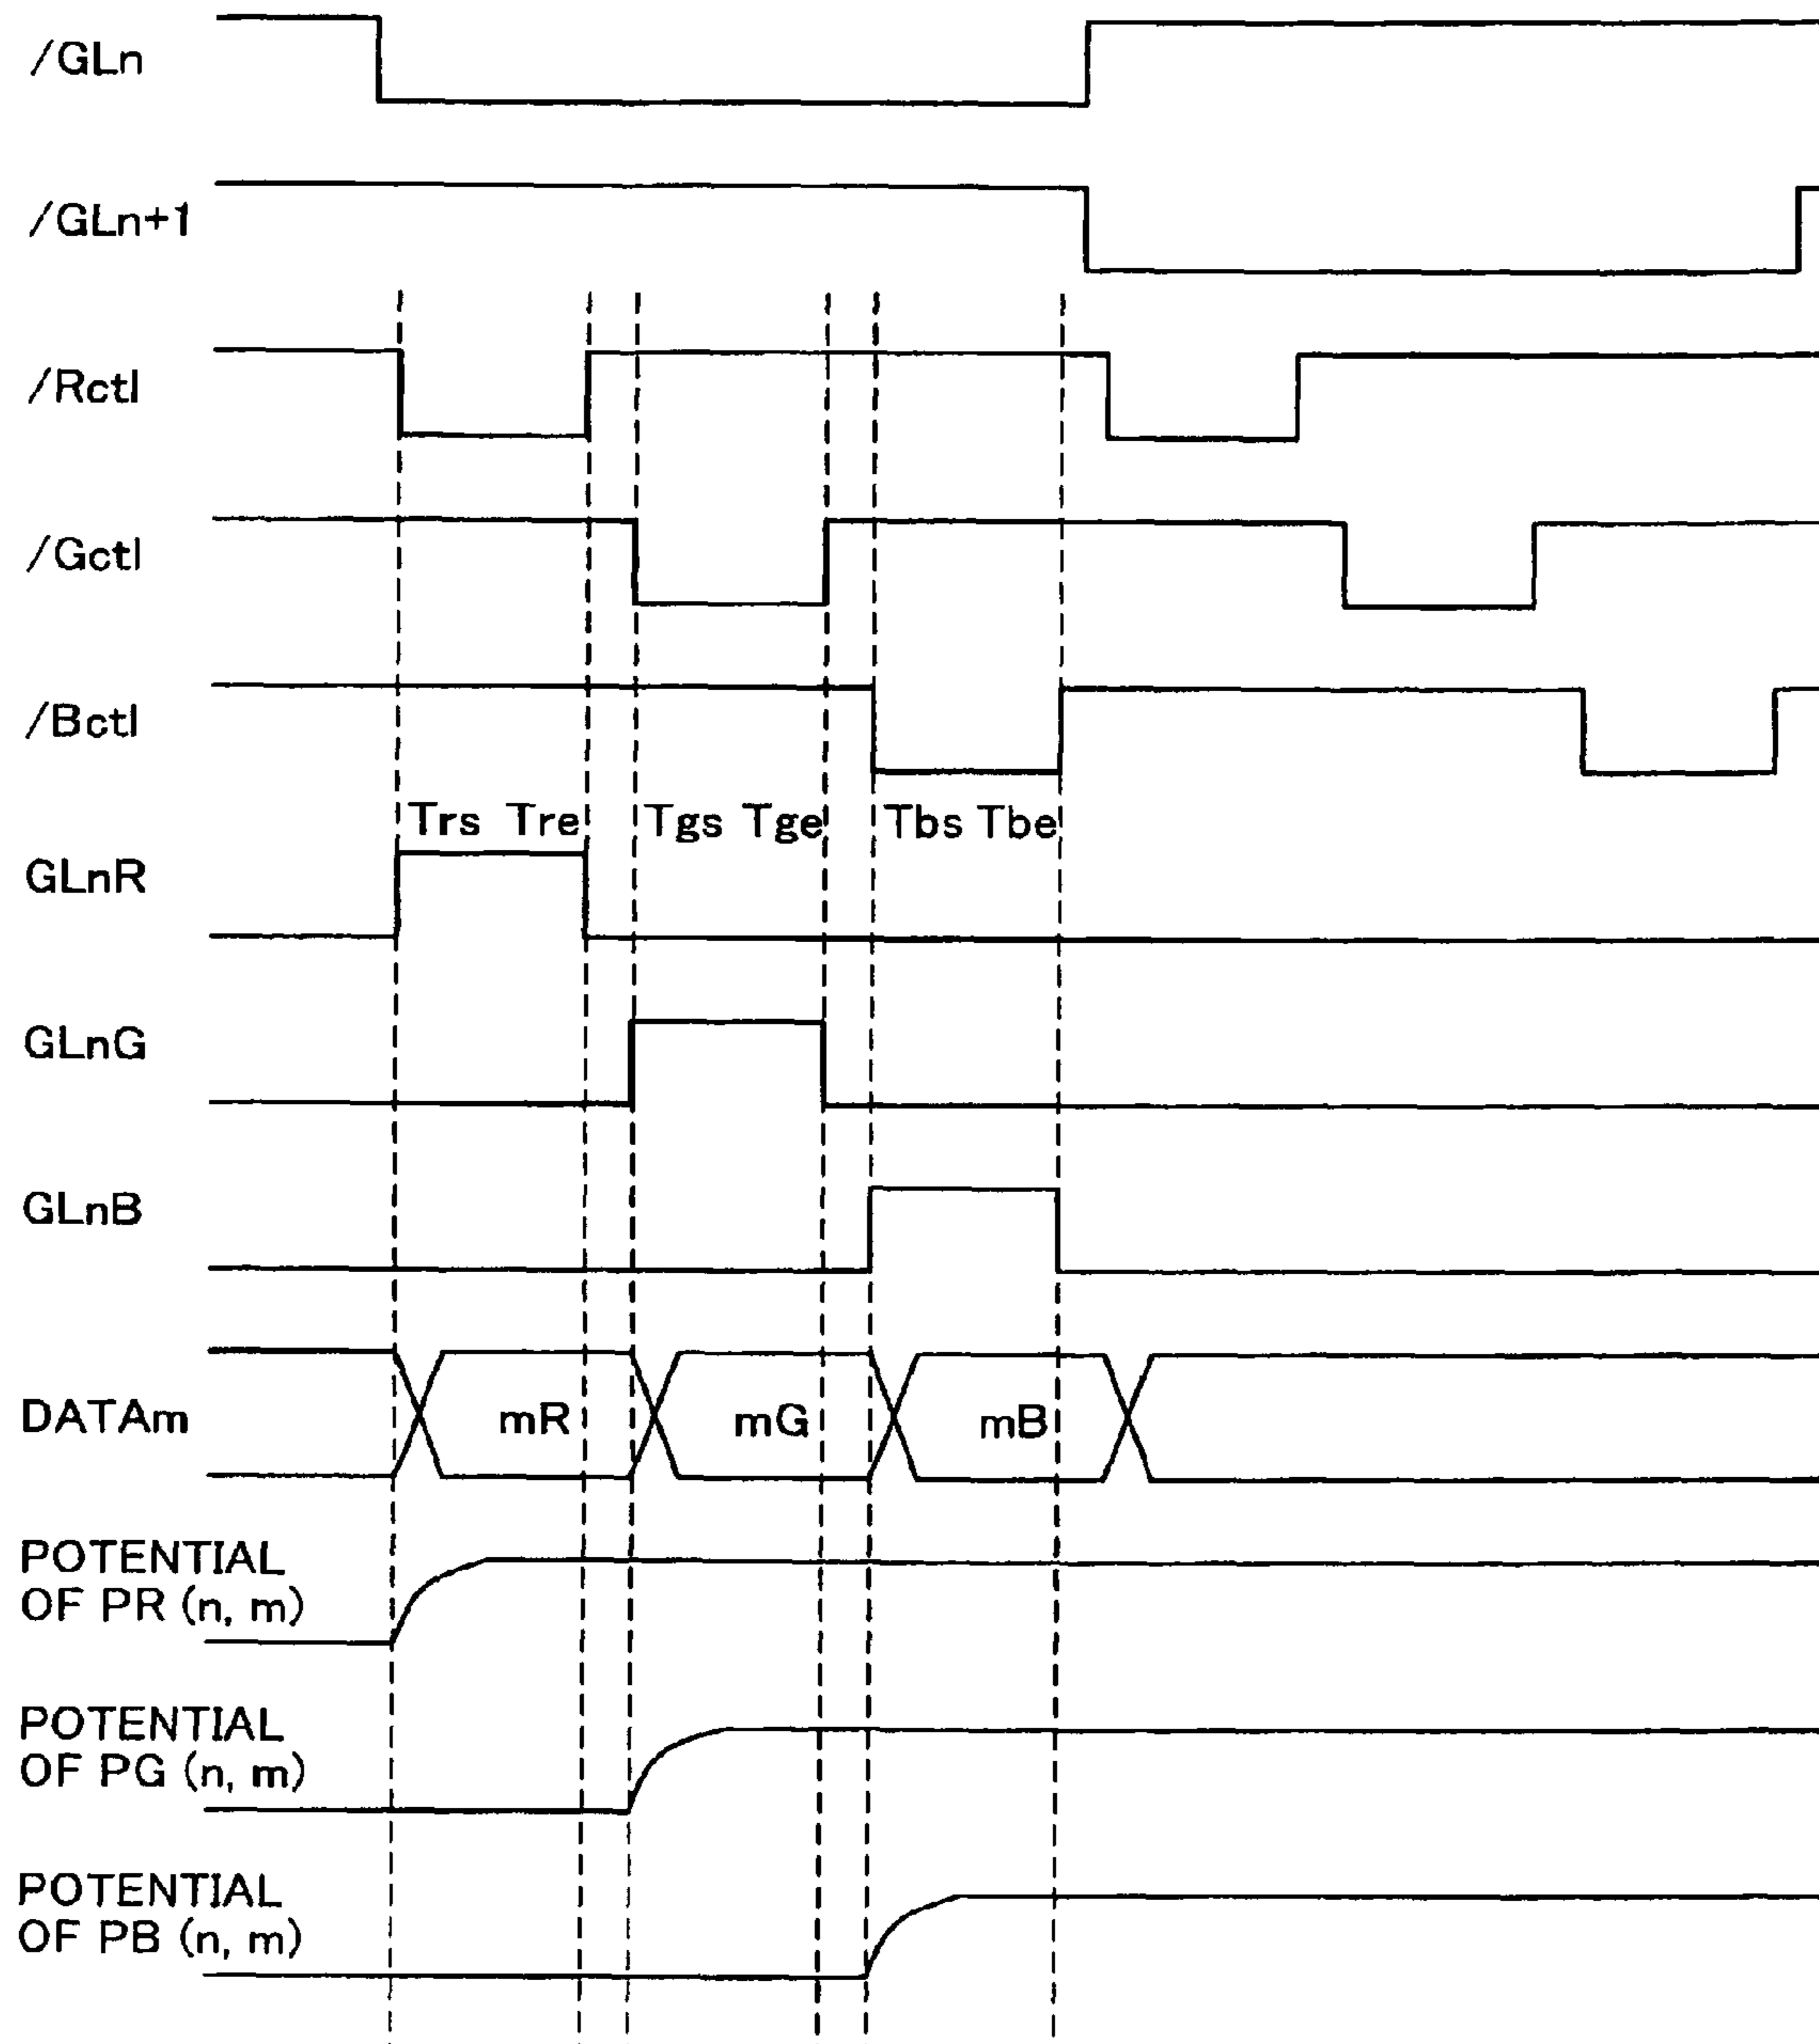 /GLn
/GLn+1
/Rctl
/Gctl
/Bctl
Trs Tre Tgs Tge Tbs Tbe
GLnR
GLnG
GLnB
DATAm mR mG mB
POTENTIAL
OF PR (n, m)
POTENTIAL
OF PG (n, m)
POTENTIAL
OF PB (n, m)